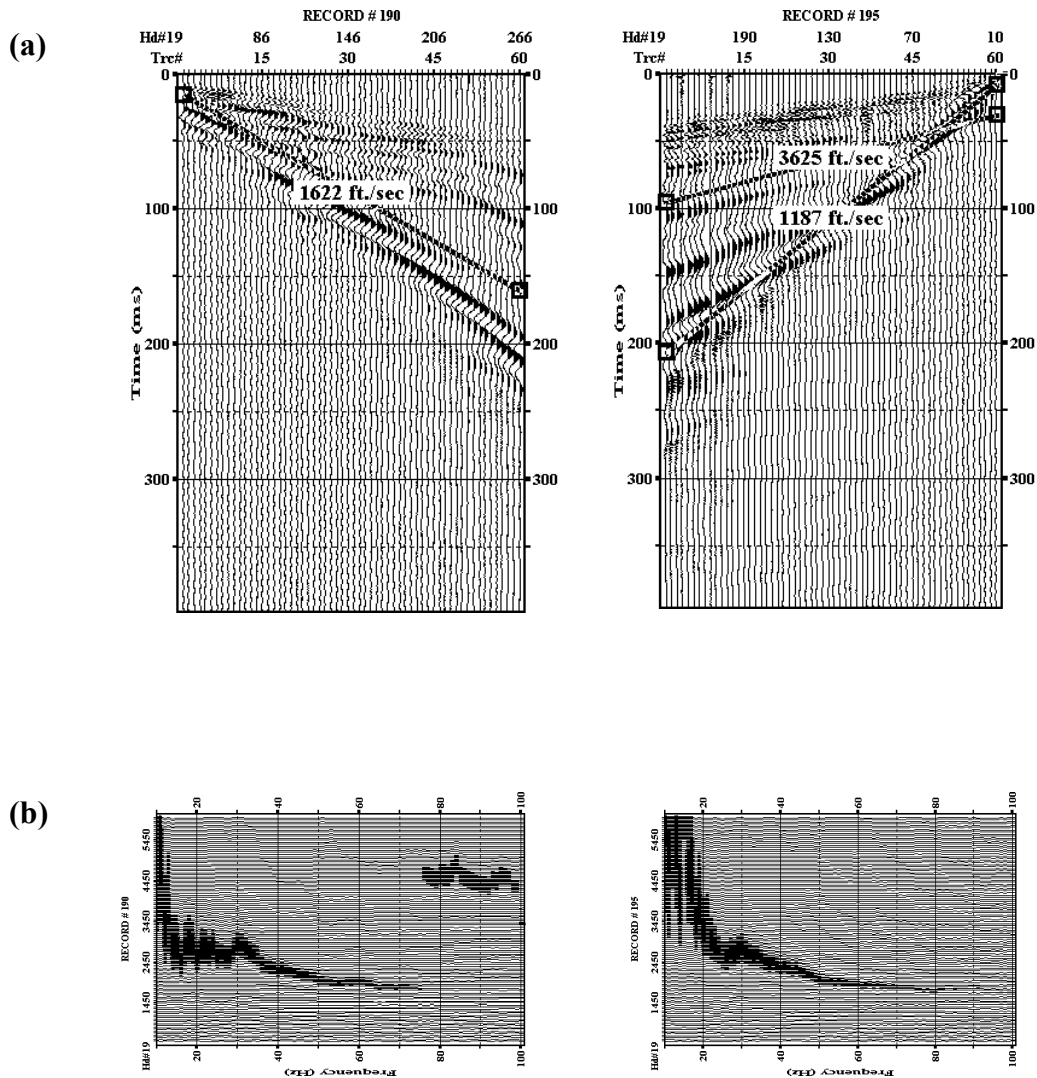 (a)
RECORD # 190
Hd#19 86 146 206 266
Trc# 15 30 45 60
0 0
1622 ft./sec
100 100
200 200
300 300
Time (ms)
RECORD # 195
Hd#19 190 130 70 10
Trc# 15 30 45 60
0 0
3625 ft./sec
1187 ft./sec
100 100
200 200
300 300
Time (ms)
(b)
20 40 60 80 100
5450
4450
3450
2450
1450
Hd#19
RECORD # 190
20 40 60 80 100
Frequency (Hz)
20 40 60 80 100
5450
4450
3450
2450
1450
Hd#19
RECORD # 195
20 40 60 80 100
Frequency (Hz)